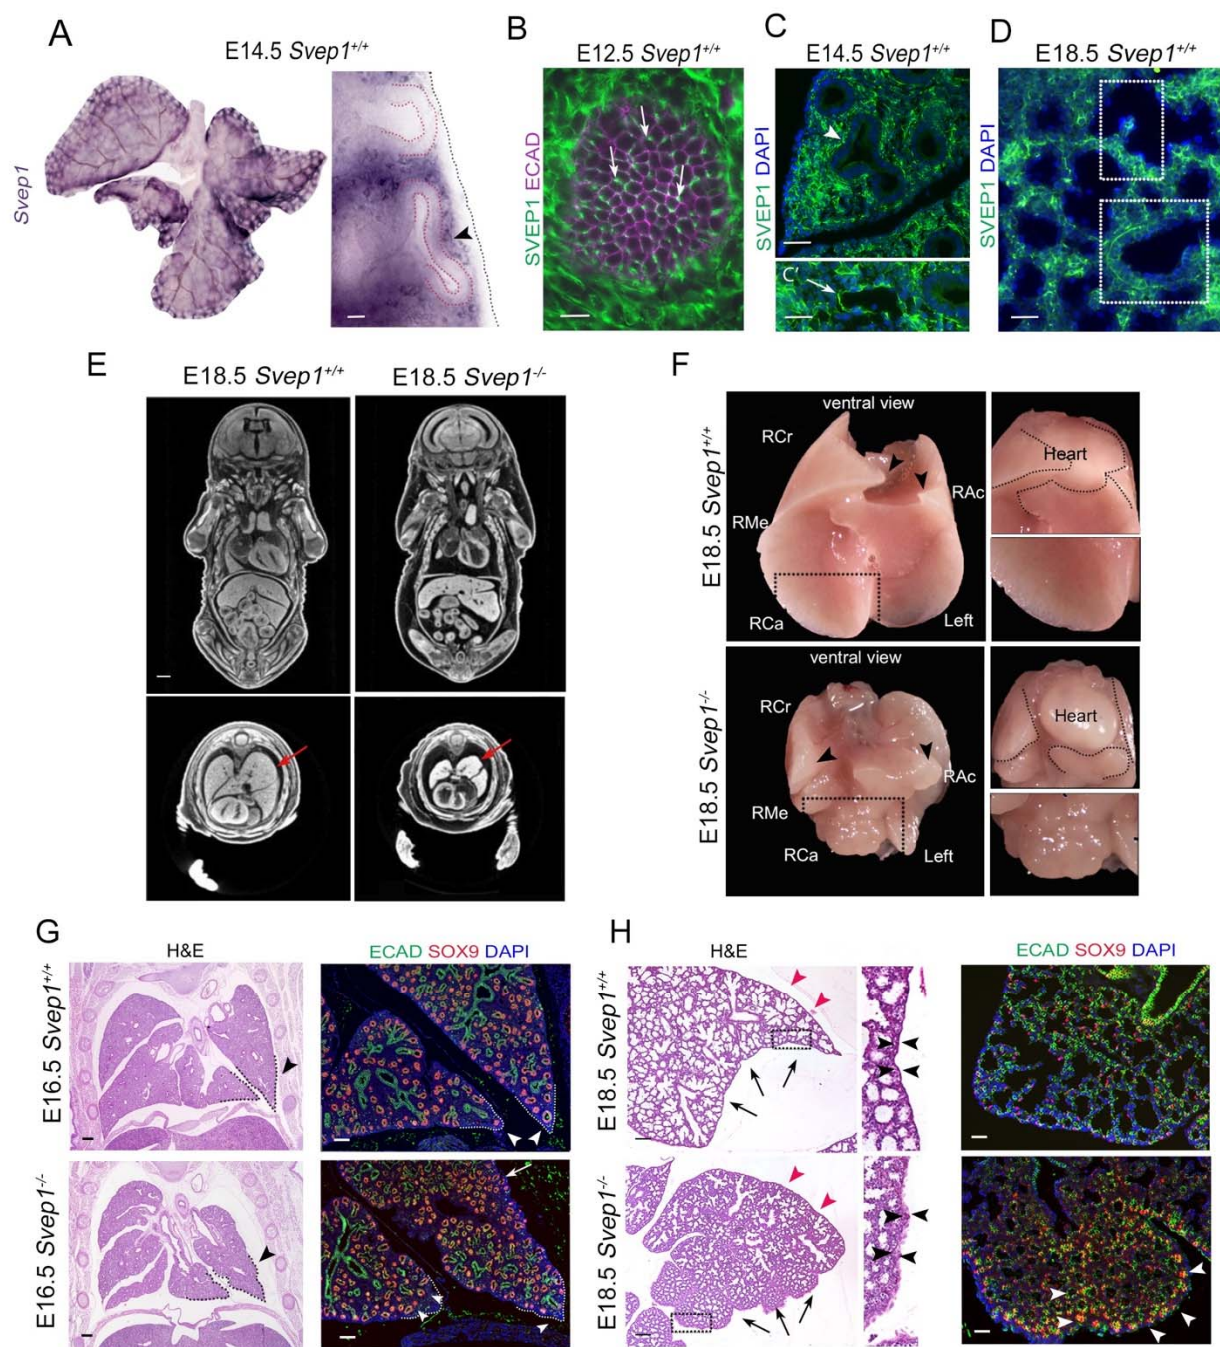 A
E14.5 Svep1+/+
Svep1
B
E12.5 Svep1+/+
SVEP1 ECAD
C
E14.5 Svep1+/+
SVEP1 DAPI
C'
D
E18.5 Svep1+/+
SVEP1 DAPI
E
E18.5 Svep1+/+
E18.5 Svep1-/-
F
E18.5 Svep1+/+
ventral view
RCr
RAc
RMe
RCa
Left
Heart
E18.5 Svep1-/-
ventral view
RCr
RAc
RMe
RCa
Left
Heart
G
H&E
ECAD SOX9 DAPI
E16.5 Svep1+/+
E16.5 Svep1-/-
H
H&E
ECAD SOX9 DAPI
E18.5 Svep1+/+
E18.5 Svep1-/-